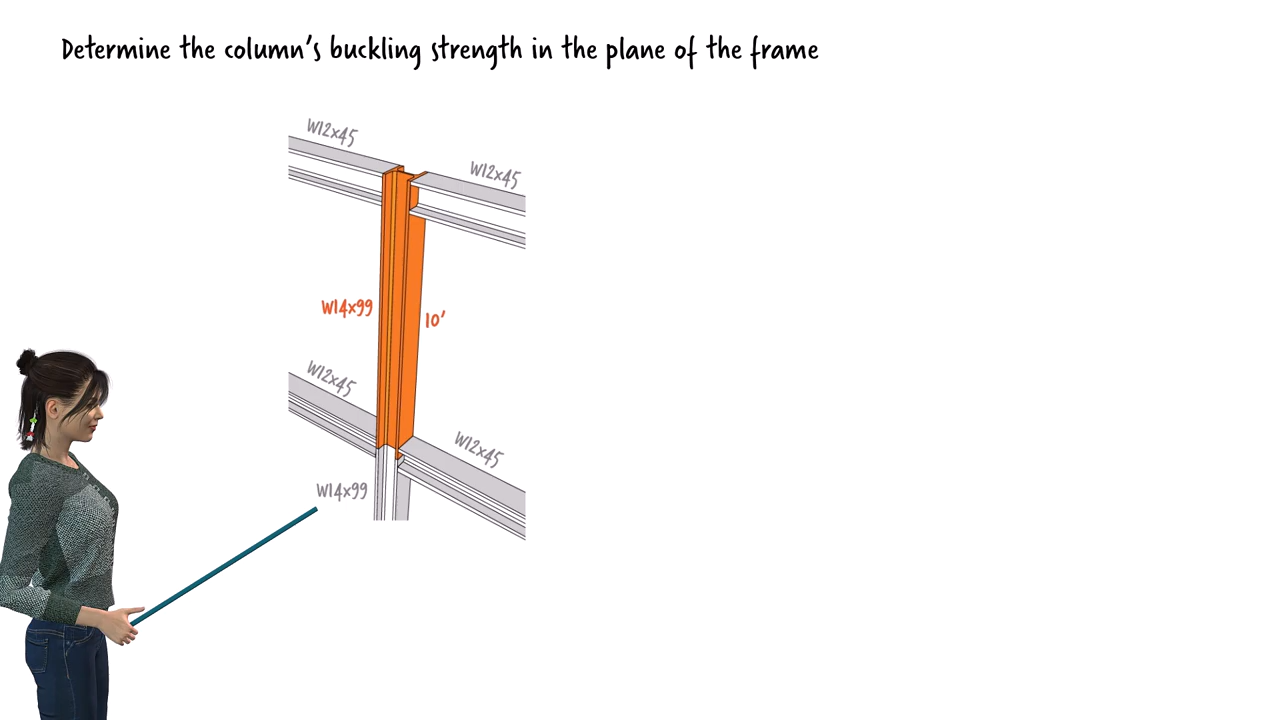 Determine the column's buckling strength in the plane of the frame
W12x45
W12x45
W14x99
10'
W12x45
W12x45
W14x99